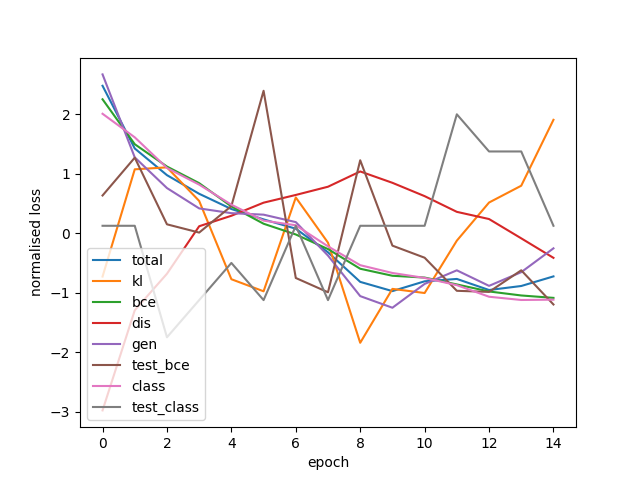 2
1
0
−1
−2
−3
normalised loss
total
kl
bce
dis
gen
test_bce
class
test_class
0 2 4 6 8 10 12 14
epoch